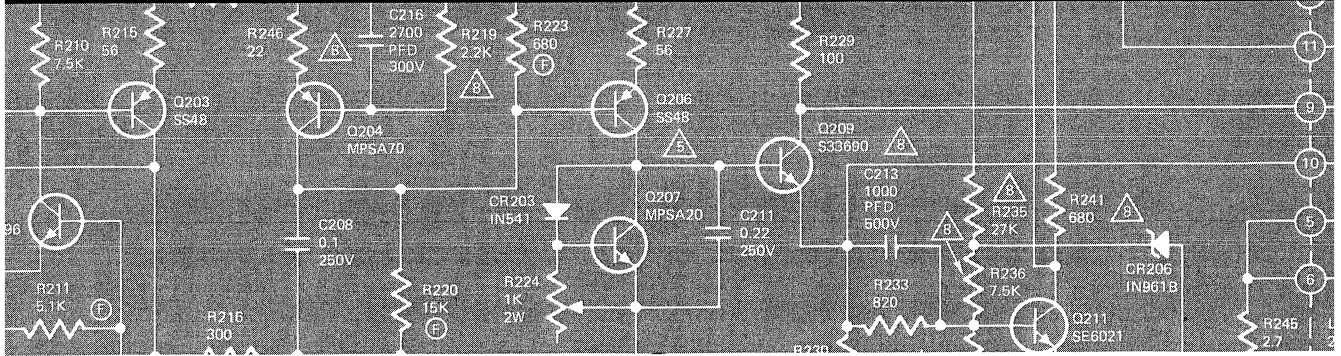 R210
7.5K
R215
56
R246
22
8
C216
2700
PFD
300V
R219
2.2K
8
R223
680
F
R227
56
R229
100
11
9
10
5
6
Q203
SS48
Q204
MPSA70
Q206
SS48
5
Q209
S33690
8
C213
1000
PFD
500V
8
R235
27K
R241
680
8
8
CR206
IN961B
R236
7.5K
R233
820
Q211
SE6021
R245
2.7
CR203
IN541
Q207
MPSA20
C211
0.22
250V
C208
0.1
250V
R224
1K
2W
R220
15K
F
96
R211
5.1K
F
R216
300